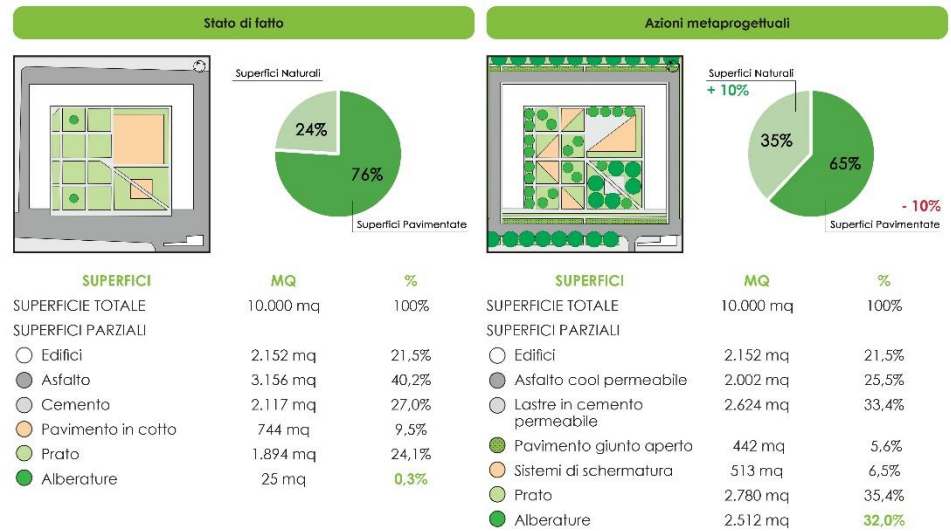 Stato di fatto
Superfici Naturali
24%
76%
Superfici Pavimentate
SUPERFICI MQ %
SUPERFICIE TOTALE 10.000 mq 100%
SUPERFICI PARZIALI
Edifici 2.152 mq 21,5%
Asfalto 3.156 mq 40,2%
Cemento 2.117 mq 27,0%
Pavimento in cotto 744 mq 9,5%
Prato 1.894 mq 24,1%
Alberature 25 mq 0,3%
Azioni metaprogettuali
Superfici Naturali
+ 10%
35%
65%
- 10%
Superfici Pavimentate
SUPERFICI MQ %
SUPERFICIE TOTALE 10.000 mq 100%
SUPERFICI PARZIALI
Edifici 2.152 mq 21,5%
Asfalto cool permeabile 2.002 mq 25,5%
Lastre in cemento 2.624 mq 33,4%
permeabile
Pavimento giunto aperto 442 mq 5,6%
Sistemi di schermatura 513 mq 6,5%
Prato 2.780 mq 35,4%
Alberature 2.512 mq 32,0%